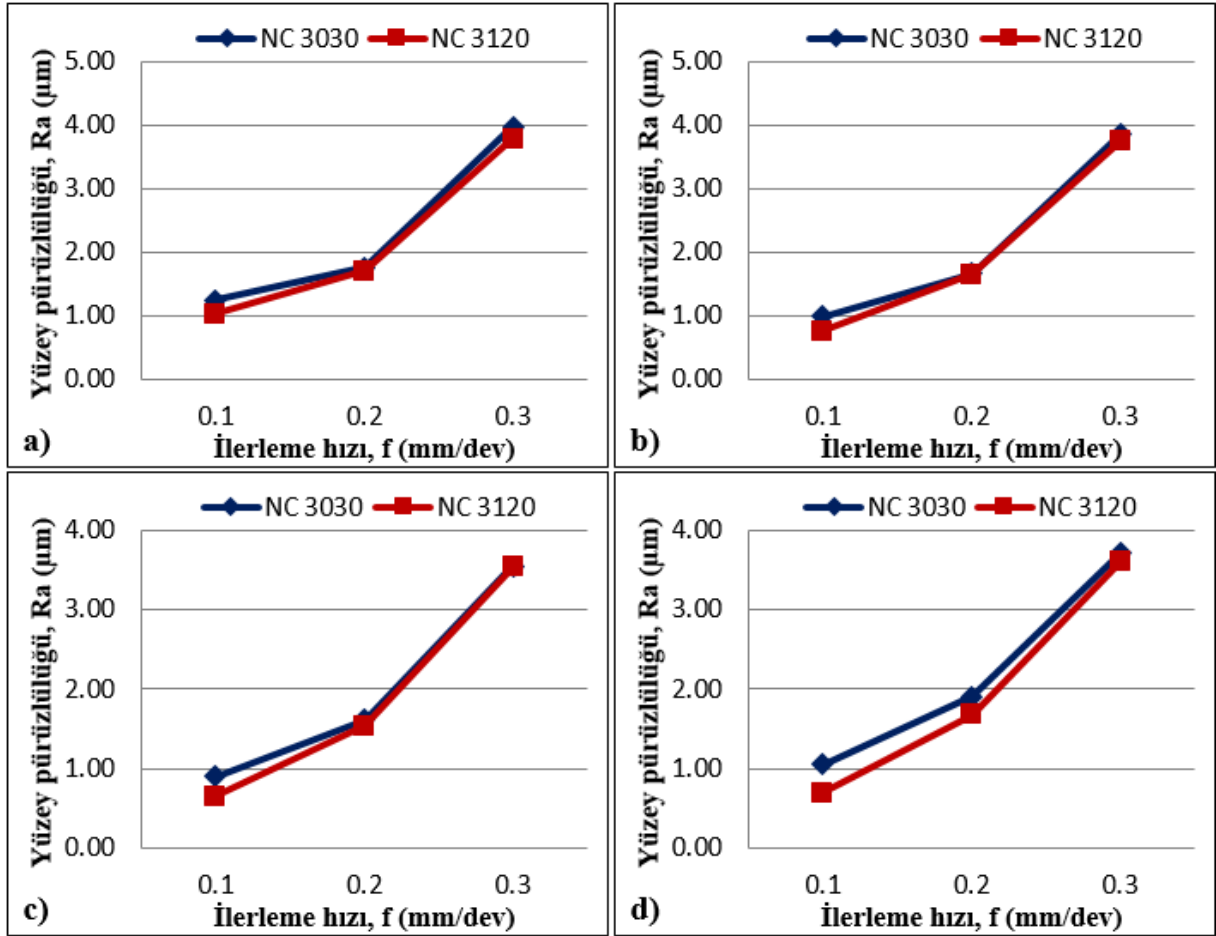 NC 3030 NC 3120
Yüzey pürüzlülüğü, Ra (µm)
5.00
4.00
3.00
2.00
1.00
0.00
0.1 0.2 0.3
İlerleme hızı, f (mm/dev)
a)
NC 3030 NC 3120
Yüzey pürüzlülüğü, Ra (µm)
5.00
4.00
3.00
2.00
1.00
0.00
0.1 0.2 0.3
İlerleme hızı, f (mm/dev)
b)
NC 3030 NC 3120
Yüzey pürüzlülüğü, Ra (µm)
4.00
3.00
2.00
1.00
0.00
0.1 0.2 0.3
İlerleme hızı, f (mm/dev)
c)
NC 3030 NC 3120
Yüzey pürüzlülüğü, Ra (µm)
4.00
3.00
2.00
1.00
0.00
0.1 0.2 0.3
İlerleme hızı, f (mm/dev)
d)